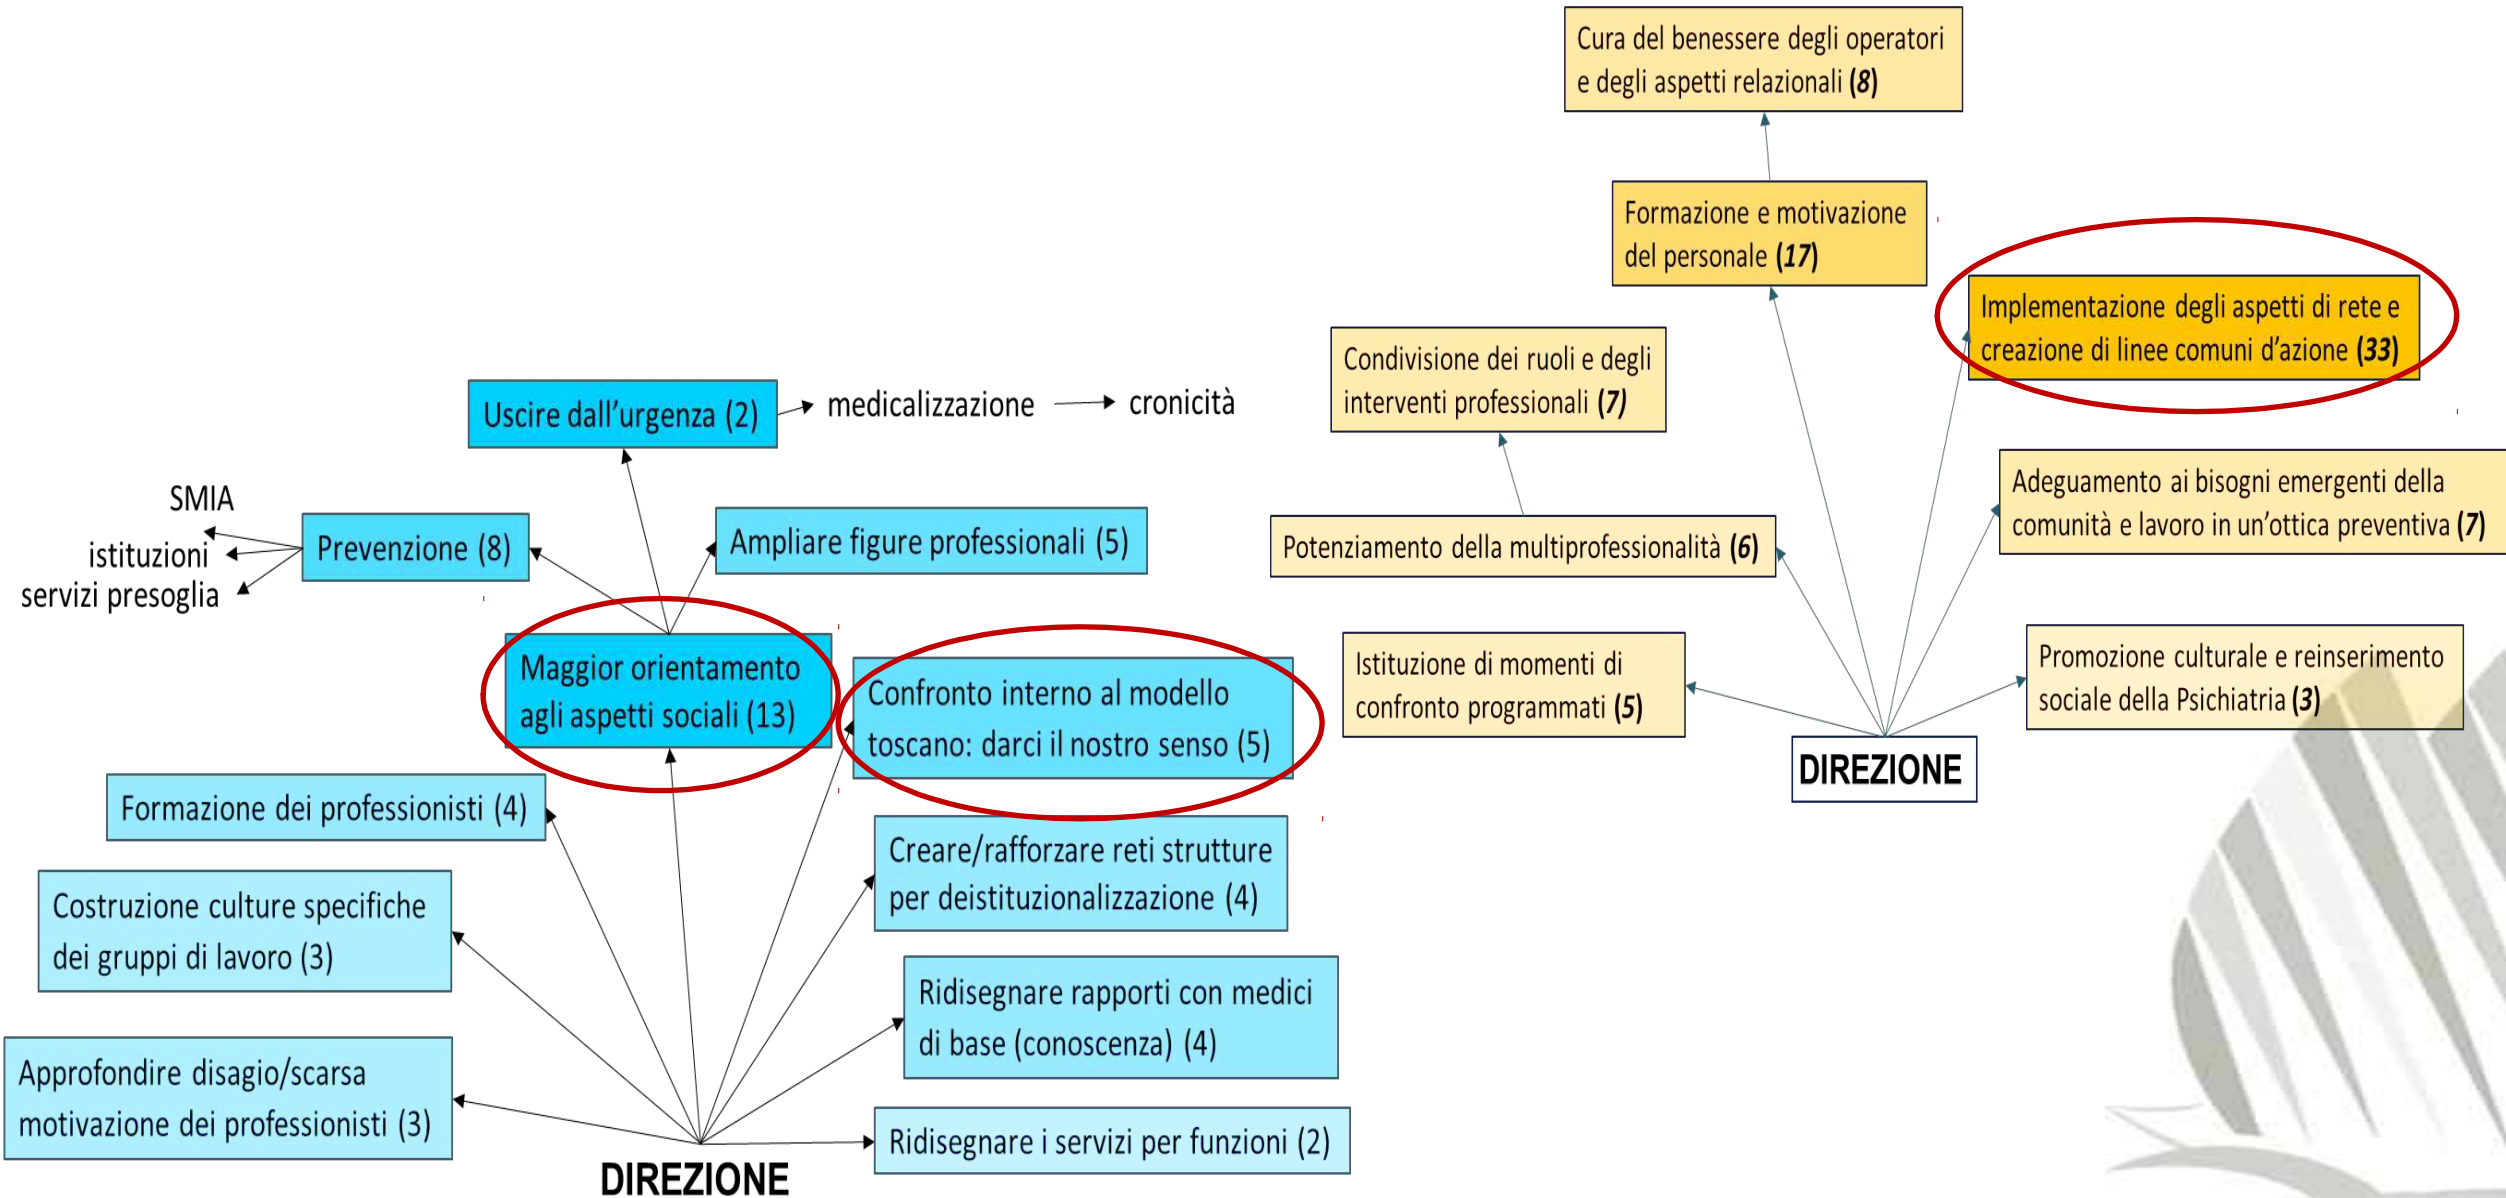 Cura del benessere degli operatori
e degli aspetti relazionali (8)
Formazione e motivazione
del personale (17)
Implementazione degli aspetti di rete e
creazione di linee comuni d'azione (33)
Condivisione dei ruoli e degli
interventi professionali (7)
Adeguamento ai bisogni emergenti della
comunità e lavoro in un'ottica preventiva (7)
Potenziamento della multiprofessionalità (6)
Istituzione di momenti di
confronto programmati (5)
Promozione culturale e reinserimento
sociale della Psichiatria (3)
DIREZIONE
Uscire dall'urgenza (2)
medicalizzazione
cronicità
SMIA
istituzioni
servizi presoglia
Prevenzione (8)
Ampliare figure professionali (5)
Maggior orientamento
agli aspetti sociali (13)
Confronto interno al modello
toscano: darci il nostro senso (5)
Formazione dei professionisti (4)
Creare/rafforzare reti strutture
per deistituzionalizzazione (4)
Costruzione culture specifiche
dei gruppi di lavoro (3)
Ridisegnare rapporti con medici
di base (conoscenza) (4)
Approfondire disagio/scarsa
motivazione dei professionisti (3)
Ridisegnare i servizi per funzioni (2)
DIREZIONE